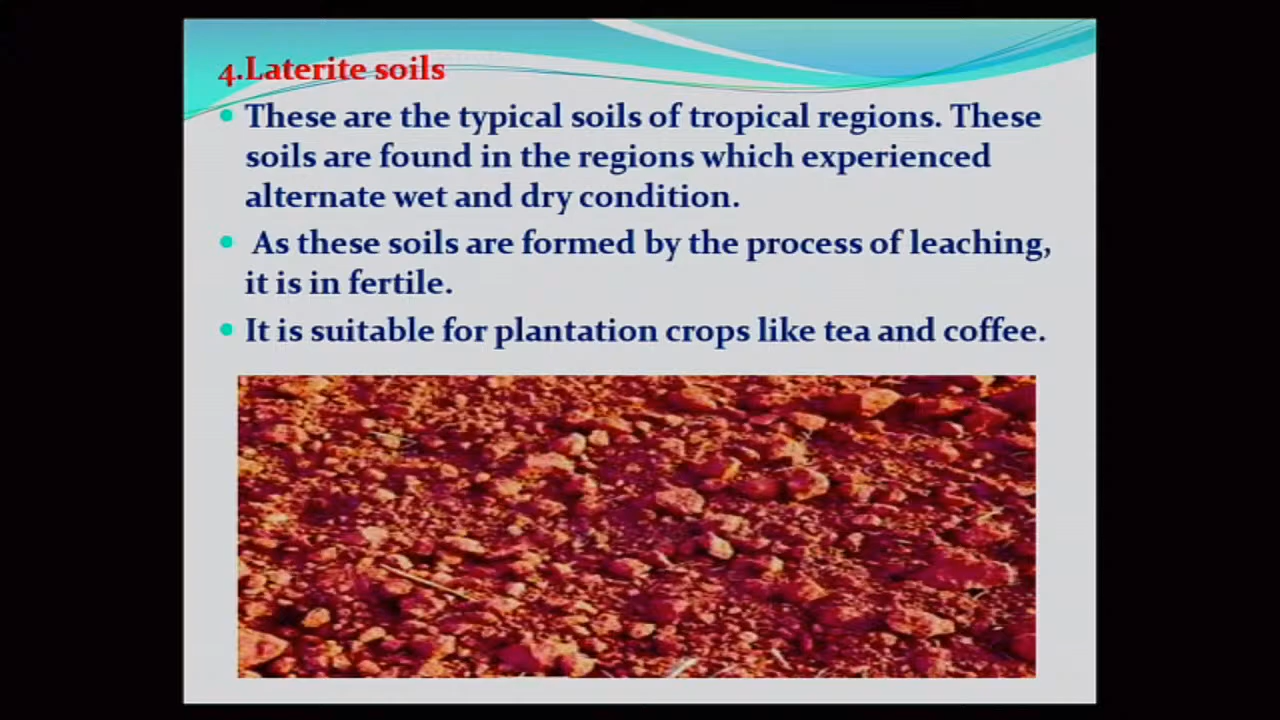 4.Laterite soils
These are the typical soils of tropical regions. These
soils are found in the regions which experienced
alternate wet and dry condition.
As these soils are formed by the process of leaching,
it is in fertile.
It is suitable for plantation crops like tea and coffee.